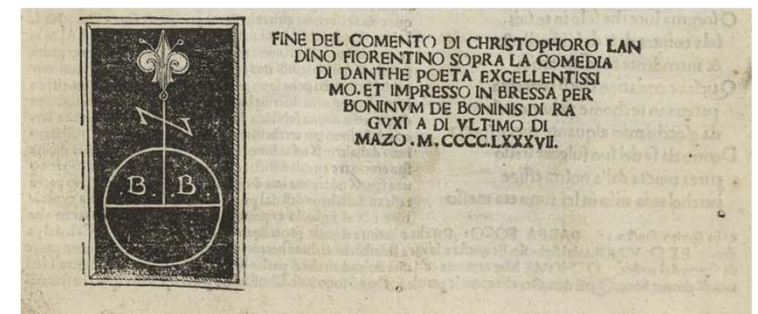 FINE DEL COMENTO DI CHRISTOPHORO LAN
DINO FIORENTINO SOPRA LA COMEDIA
DI DANTHE POETA EXCELLENTISSI
MO. ET IMPRESSO IN BRESSA PER
BONINVM DE BONINIS DI RA
GVXI A DI VLTIMO DI
MAZO . M. CCCC.LXXXVII.
.B. B.